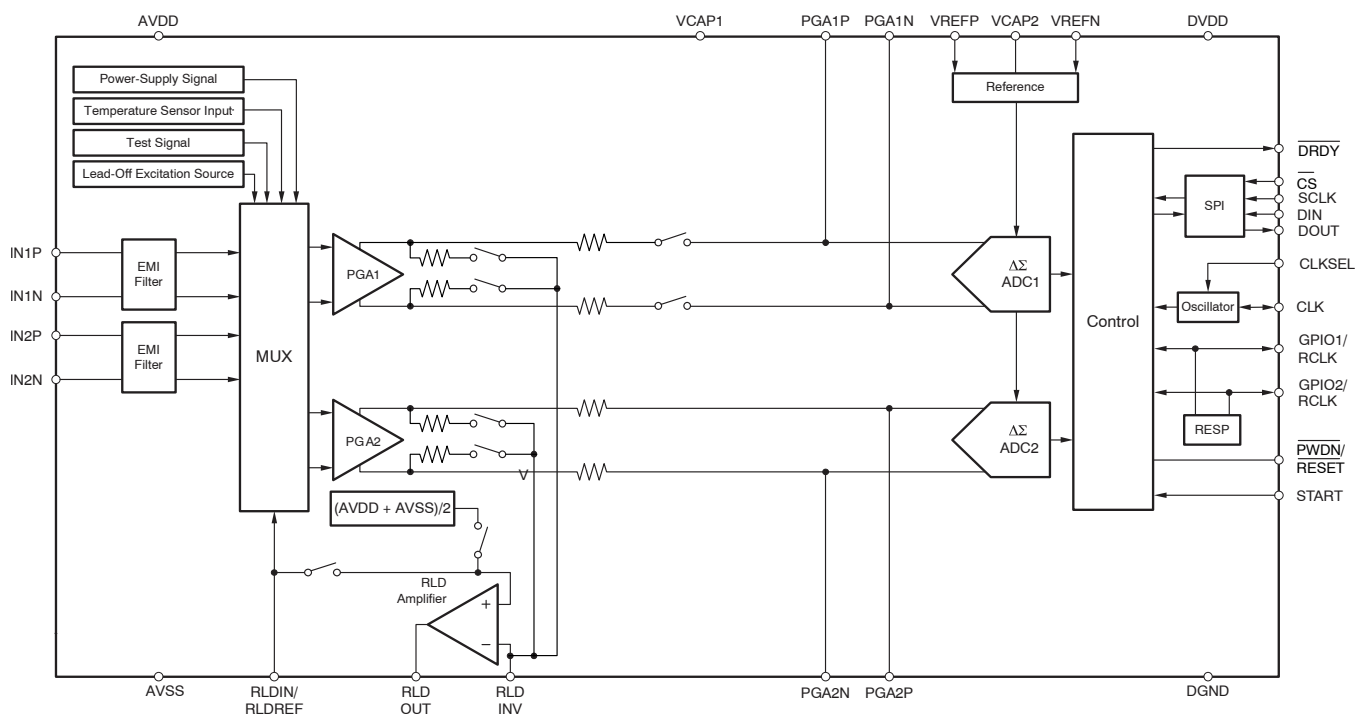 AVDD
VCAP1
PGA1P
PGA1N
VREFP
VCAP2
VREFN
DVDD
Power-Supply Signal
Temperature Sensor Input
Test Signal
Lead-Off Excitation Source
Reference
DRDY
CS
SCLK
DIN
DOUT
SPI
CLKSEL
Oscillator
CLK
Control
GPIO1/
RCLK
GPIO2/
RCLK
RESP
PWDN/
RESET
START
IN1P
IN1N
IN2P
IN2N
EMI
Filter
EMI
Filter
MUX
PGA1
PGA2
ΔΣ
ADC1
ΔΣ
ADC2
V
(AVDD + AVSS)/2
RLD
Amplifier
+
−
AVSS
RLDIN/
RLDREF
RLD
OUT
RLD
INV
PGA2N
PGA2P
DGND